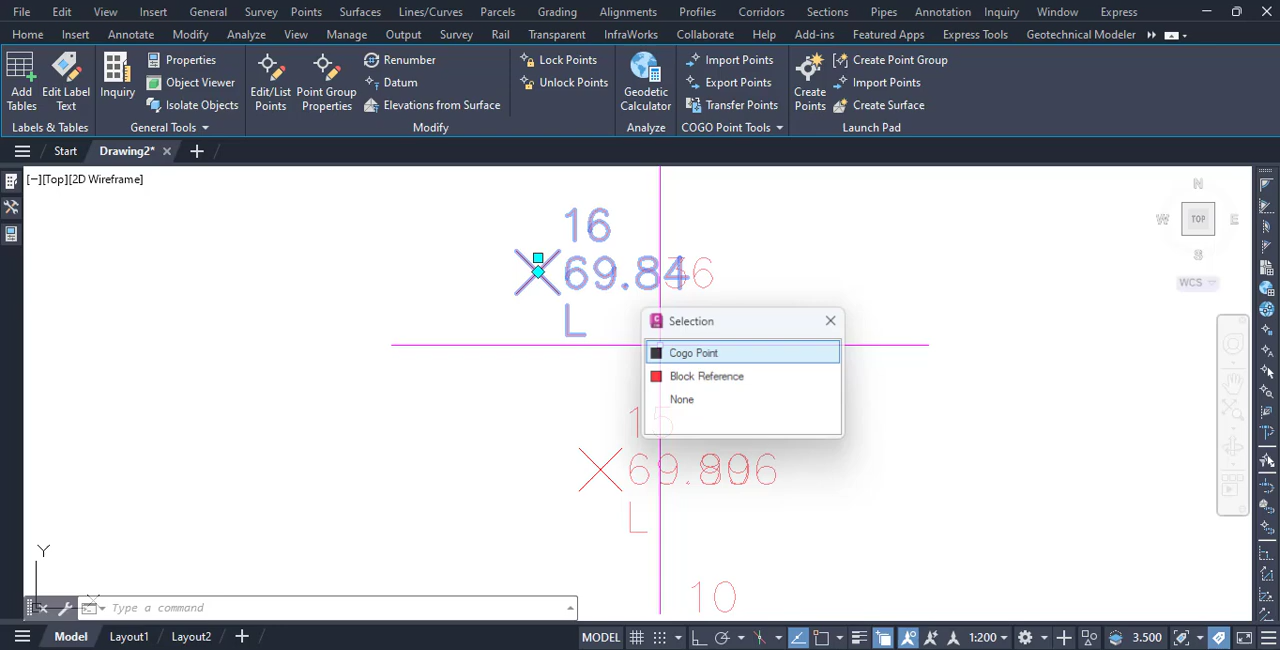 File Edit View Insert General Survey Points Surfaces Lines/Curves Parcels Grading Alignments Profiles Corridors Sections Pipes Annotation Inquiry Window Express
Home Insert Annotate Modify Analyze View Manage Output Survey Rail Transparent InfraWorks Collaborate Help Add-ins Featured Apps Express Tools Geotechnical Modeler
Add Tables
Edit Label Text
Labels & Tables
Inquiry
Properties
Object Viewer
Isolate Objects
General Tools
Edit/List Points
Point Group Properties
Renumber
Datum
Elevations from Surface
Modify
Lock Points
Unlock Points
Geodetic Calculator
Analyze
Import Points
Export Points
Transfer Points
COGO Point Tools
Create Points
Create Point Group
Import Points
Create Surface
Launch Pad
Start Drawing2*
[−][Top][2D Wireframe]
N
W TOP E
S
WCS
16
69.84
L
Selection
Cogo Point
Block Reference
None
15
L
10
Y
Type a command
Model Layout1 Layout2
MODEL 1:200 3.500